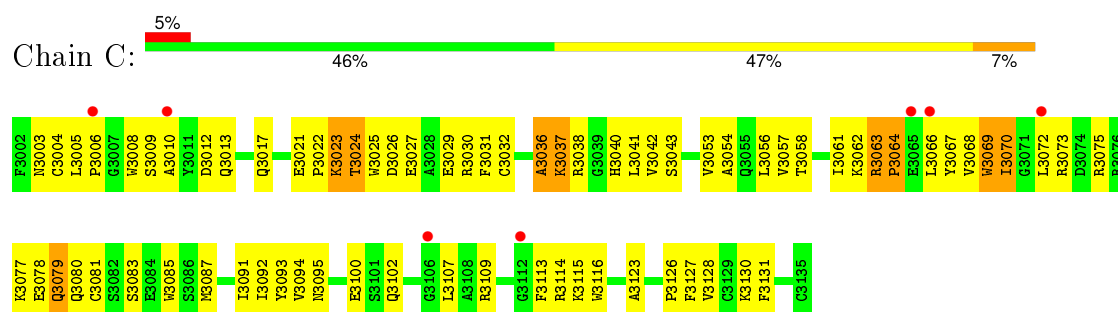 5%
Chain C:
46% 47% 7%
F3002 N3003 C3004 L3005 P3006 G3007 W3008 S3009 A3010 Y3011 D3012 Q3013 Q3017 E3021 P3022 K3023 T3024 W3025 D3026 E3027 A3028 E3029 R3030 F3031 C3032 A3036 K3037 R3038 G3039 H3040 L3041 V3042 S3043 V3053 A3054 Q3055 L3056 V3057 T3058 I3061 K3062 R3063 P3064 E3065 L3066 Y3067 V3068 W3069 I3070 G3071 L3072 R3073 D3074 R3075 R3076
K3077 E3078 Q3079 Q3080 C3081 S3082 S3083 E3084 W3085 S3086 M3087 I3091 I3092 Y3093 V3094 N3095 E3100 S3101 Q3102 G3106 L3107 A3108 R3109 G3112 F3113 R3114 K3115 W3116 A3123 P3126 F3127 V3128 C3129 K3130 F3131 C3135